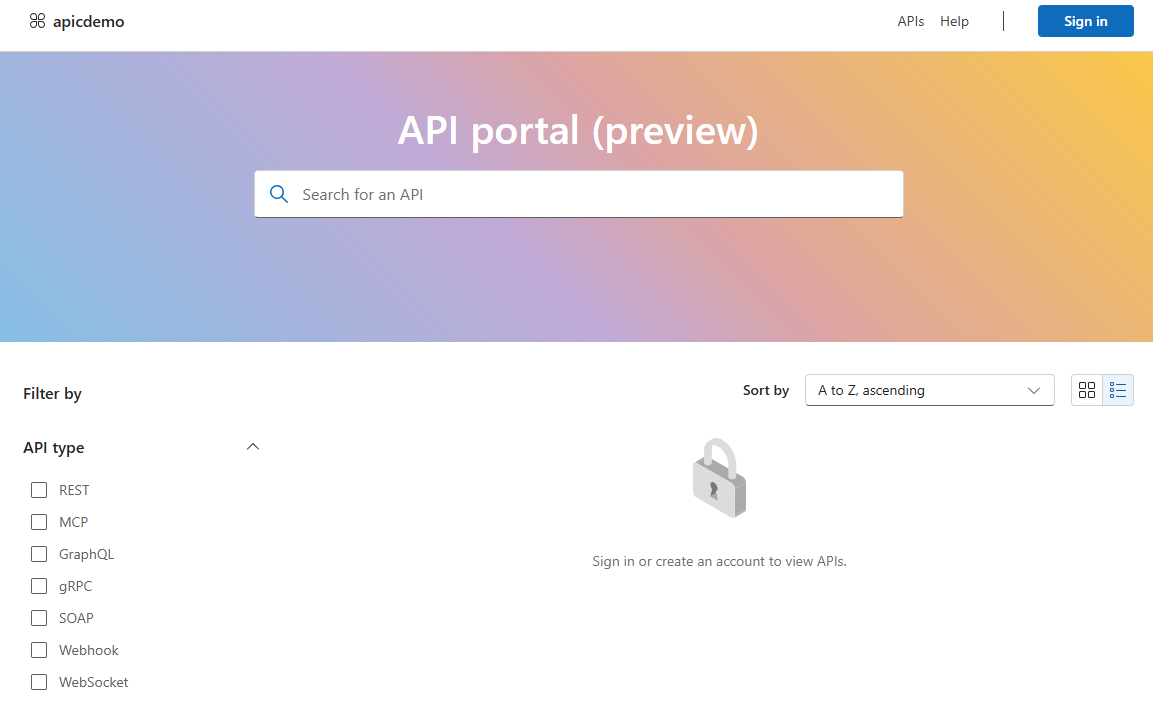 apicdemo
APIs Help
Sign in
API portal (preview)
Search for an API
Filter by
Sort by
A to Z, ascending
API type
REST
MCP
GraphQL
gRPC
SOAP
Webhook
WebSocket
Sign in or create an account to view APIs.